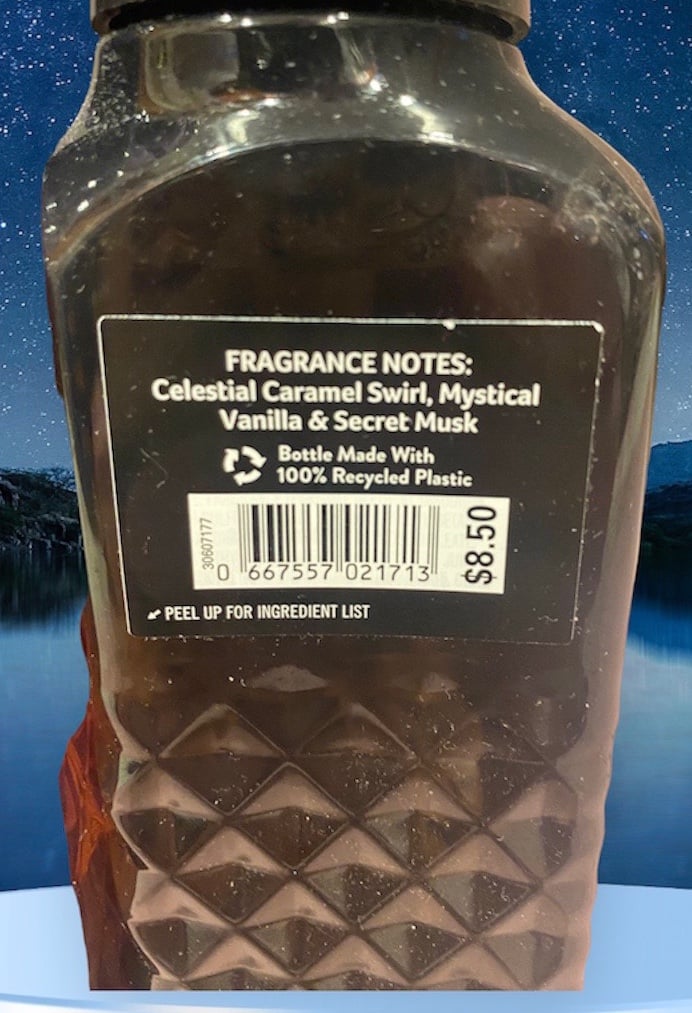 FRAGRANCE NOTES:
Celestial Caramel Swirl, Mystical
Vanilla & Secret Musk
Bottle Made With
100% Recycled Plastic
30607177
0 667557 021713
$8.50
PEEL UP FOR INGREDIENT LIST